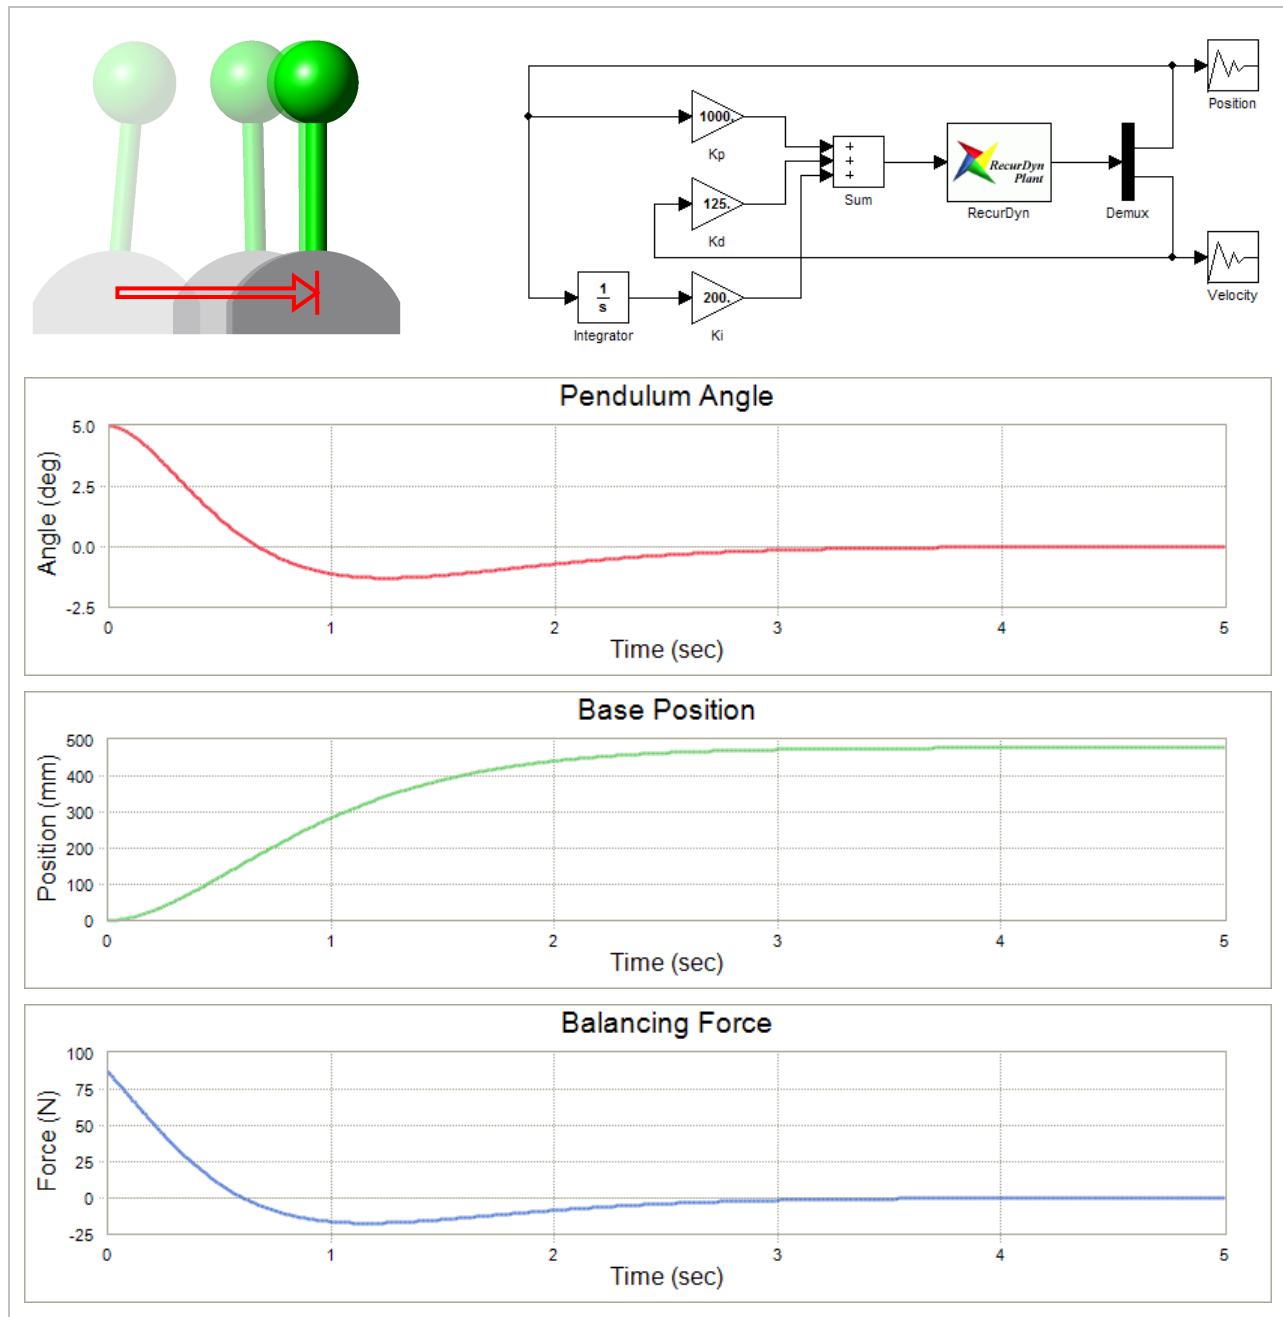 Position
1000.
Kp
+
+
+
Sum
RecurDyn
Plant
RecurDyn
Demux
125.
Kd
1
s
Integrator
200.
Ki
Velocity
Pendulum Angle
Angle (deg)
5.0
2.5
0.0
-2.5
0 1 2 3 4 5
Time (sec)
Base Position
Position (mm)
500
400
300
200
100
0
0 1 2 3 4 5
Time (sec)
Balancing Force
Force (N)
100
75
50
25
0
-25
0 1 2 3 4 5
Time (sec)